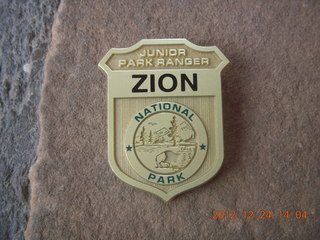 JUNIOR
PARK RANGER
ZION
NATIONAL
PARK
2012.12.24 14:04